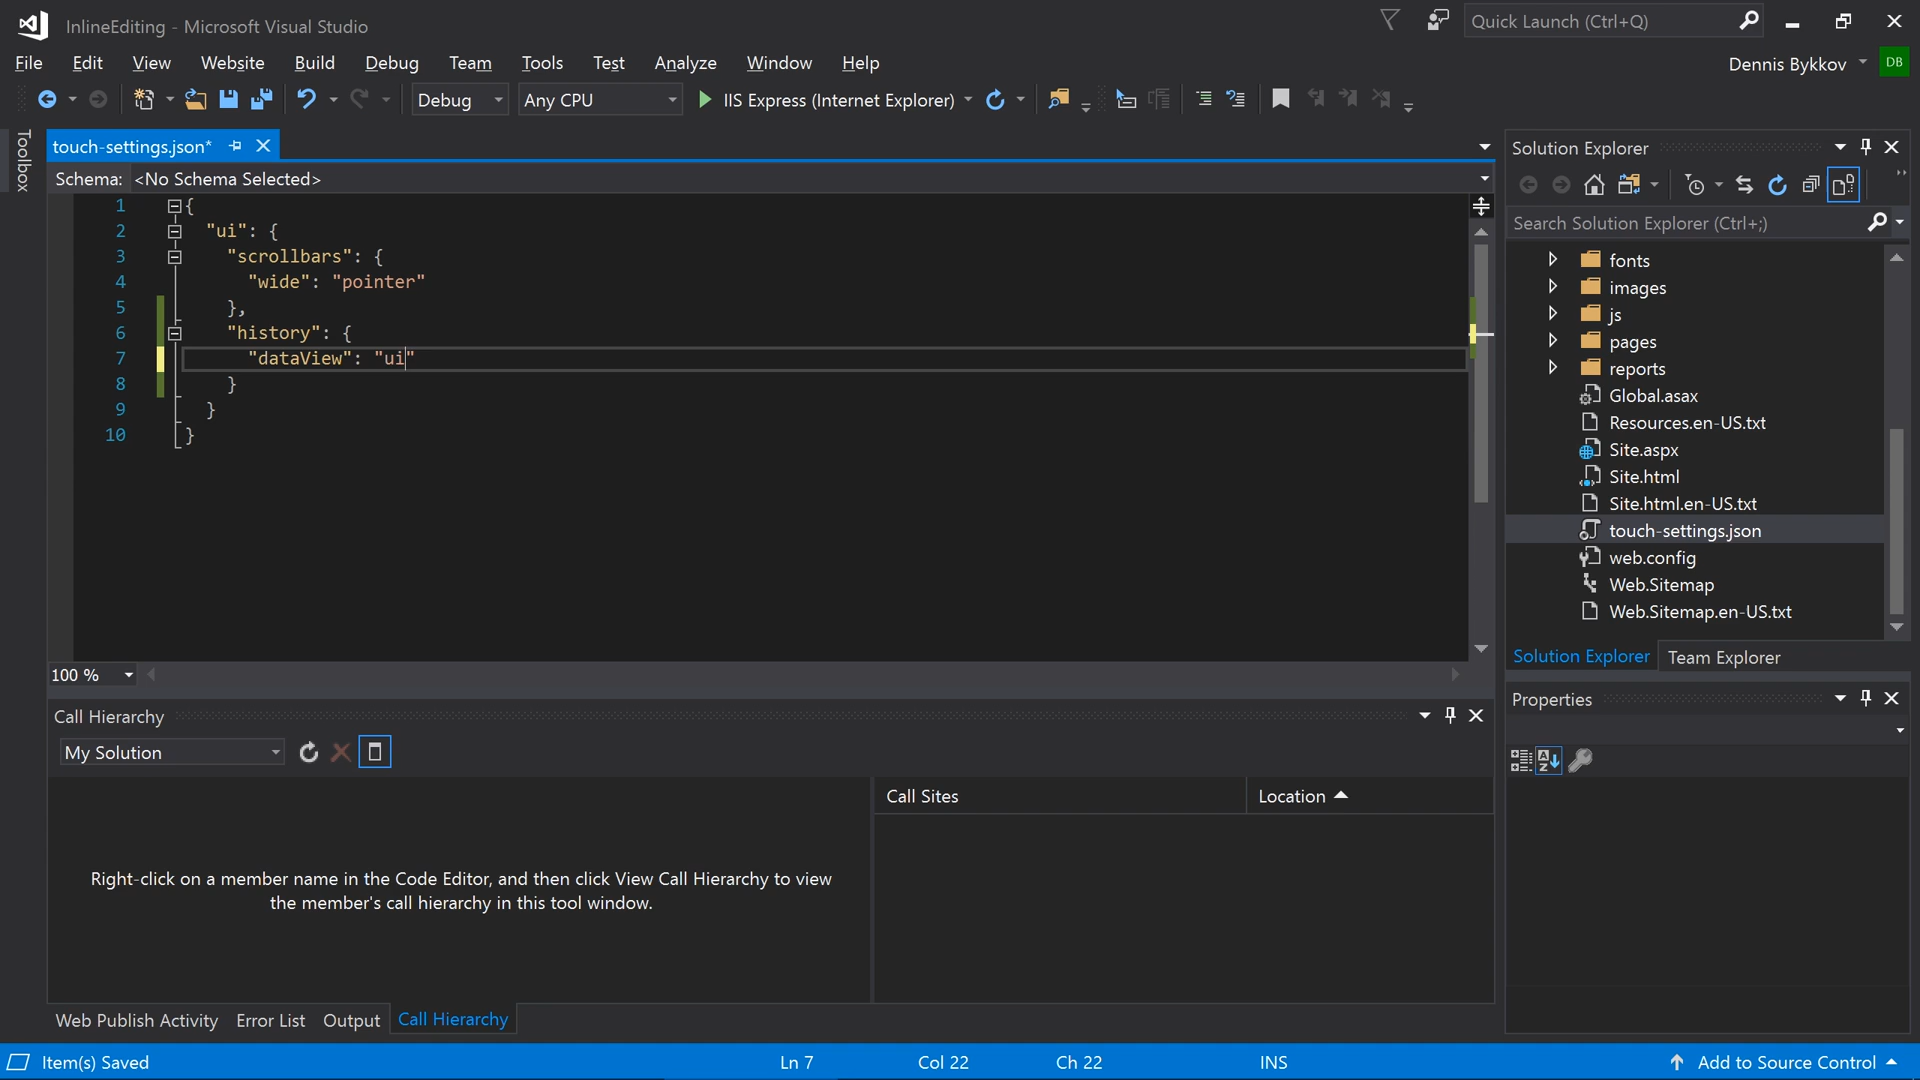 InlineEditing - Microsoft Visual Studio
Quick Launch (Ctrl+Q)
File Edit View Website Build Debug Team Tools Test Analyze Window Help
Dennis Bykkov DB
Debug Any CPU IIS Express (Internet Explorer)
Toolbox
touch-settings.json*
Schema: <No Schema Selected>
1 {
2 "ui": {
3 "scrollbars": {
4 "wide": "pointer"
5 },
6 "history": {
7 "dataView": "ui"
8 }
9 }
10 }
100 %
Solution Explorer
Search Solution Explorer (Ctrl+;)
fonts
images
js
pages
reports
Global.asax
Resources.en-US.txt
Site.aspx
Site.html
Site.html.en-US.txt
touch-settings.json
web.config
Web.Sitemap
Web.Sitemap.en-US.txt
Solution Explorer Team Explorer
Properties
Call Hierarchy
My Solution
Call Sites Location
Right-click on a member name in the Code Editor, and then click View Call Hierarchy to view
the member's call hierarchy in this tool window.
Web Publish Activity Error List Output Call Hierarchy
Item(s) Saved Ln 7 Col 22 Ch 22 INS Add to Source Control